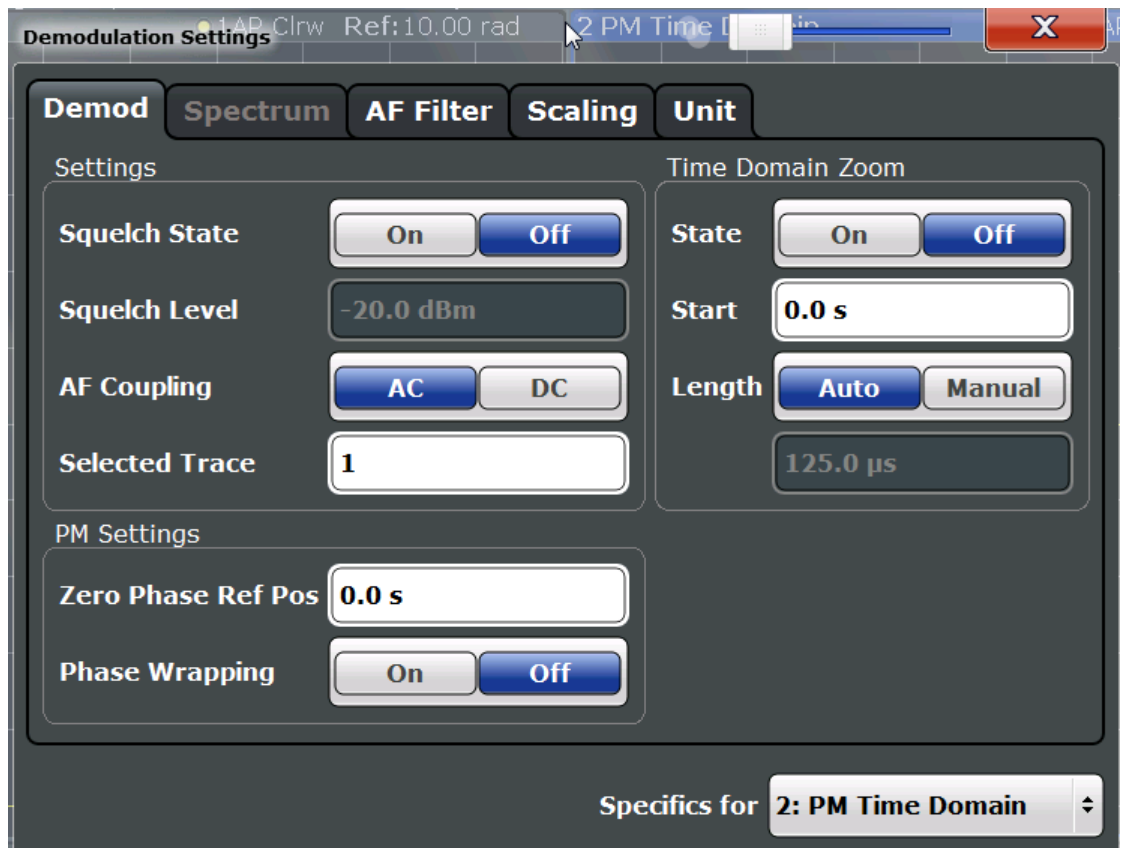 1AP Clrw Ref: 10.00 rad 2 PM Time
Demodulation Settings
X
Demod Spectrum AF Filter Scaling Unit
Settings
Squelch State On Off
Squelch Level -20.0 dBm
AF Coupling AC DC
Selected Trace 1
Time Domain Zoom
State On Off
Start 0.0 s
Length Auto Manual
125.0 µs
PM Settings
Zero Phase Ref Pos 0.0 s
Phase Wrapping On Off
Specifics for 2: PM Time Domain